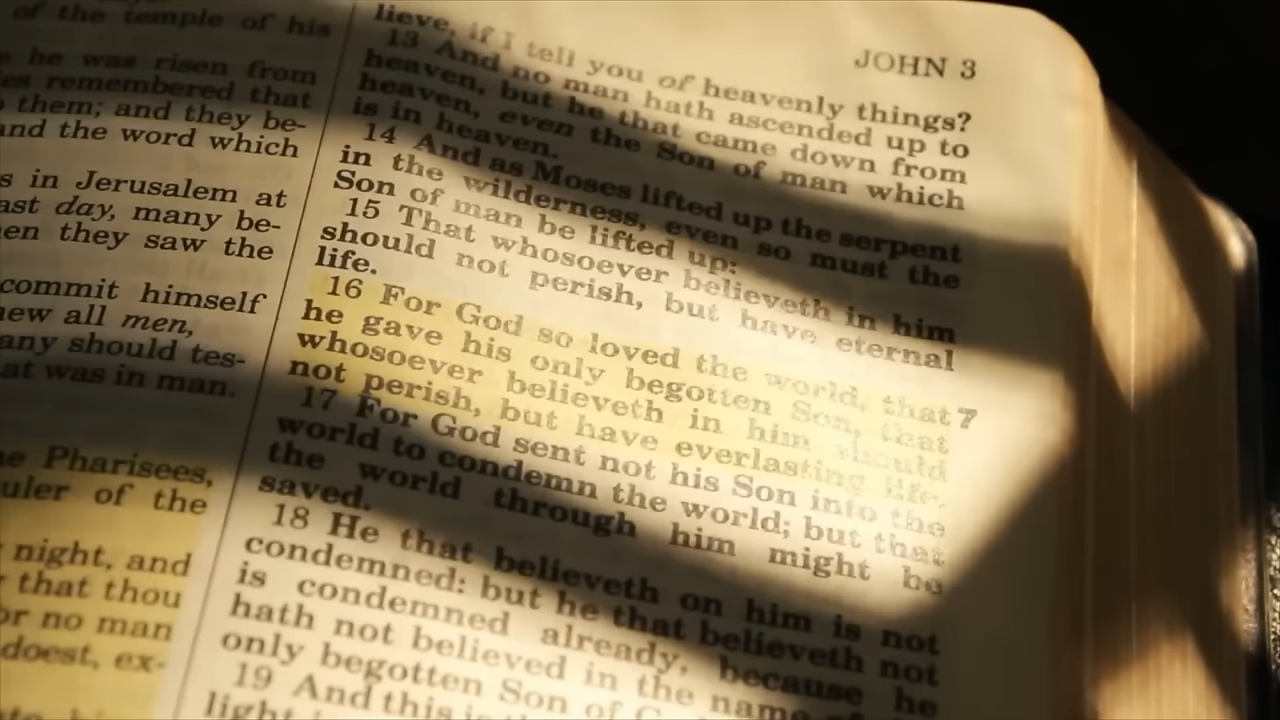 of the temple of his
he was risen from
remembered that
them; and they be-
and the word which
in Jerusalem at
day, many be-
they saw the
commit himself
all men,
any should tes-
at was in man.
Pharisees,
of the
night, and
that thou
no man
doest, ex-
JOHN 3
lieve, if I tell you of heavenly things?
13 And no man hath ascended up to
heaven, but he that came down from
heaven, even the Son of man which
is in heaven.
14 And as Moses lifted up the serpent
in the wilderness, even so must the
Son of man be lifted up:
15 That whosoever believeth in him
should not perish, but have eternal
life.
16 For God so loved the world, that
he gave his only begotten Son, that
whosoever believeth in him should
not perish, but have everlasting life.
17 For God sent not his Son into the
world to condemn the world; but that
the world through him might be
saved.
18 He that believeth on him is not
condemned: but he that believeth not
is condemned already, because he
hath not believed in the name
only begotten Son of
19 And this is
light
7